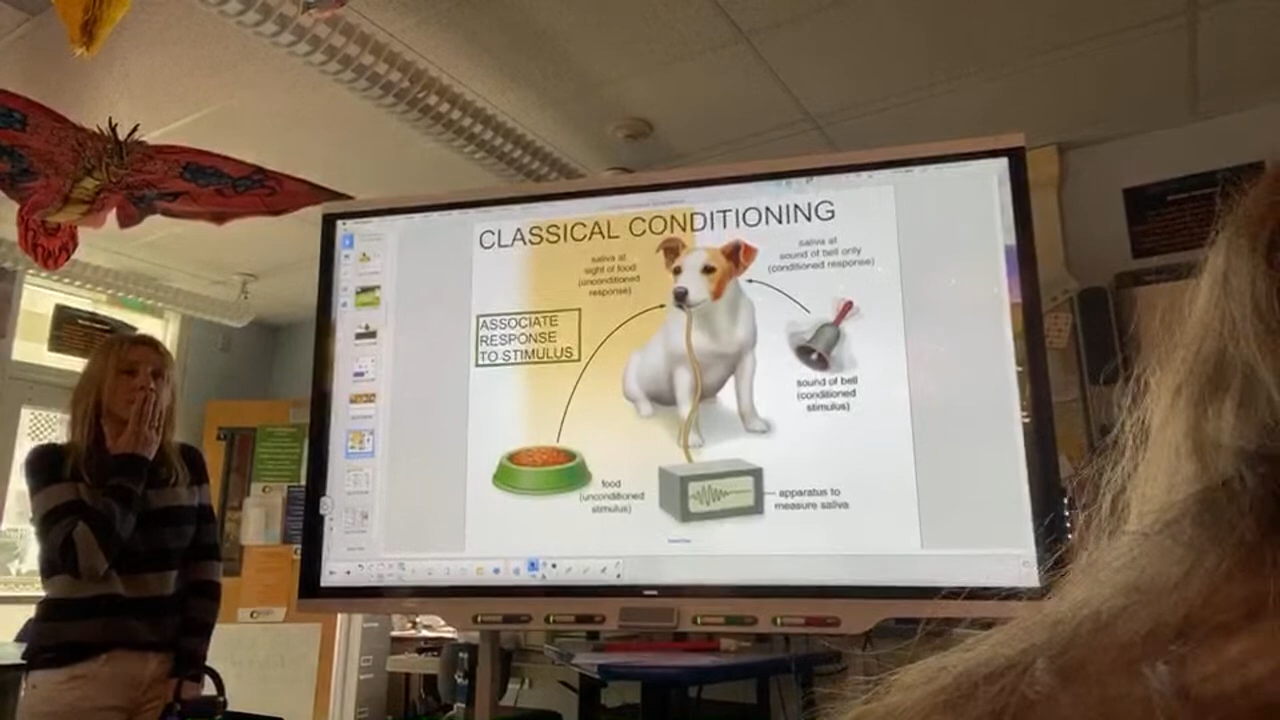 CLASSICAL CONDITIONING
saliva at
sight of food
(unconditioned
response)
saliva at
sound of bell only
(conditioned response)
ASSOCIATE
RESPONSE
TO STIMULUS
sound of bell
(conditioned
stimulus)
food
(unconditioned
stimulus)
apparatus to
measure saliva